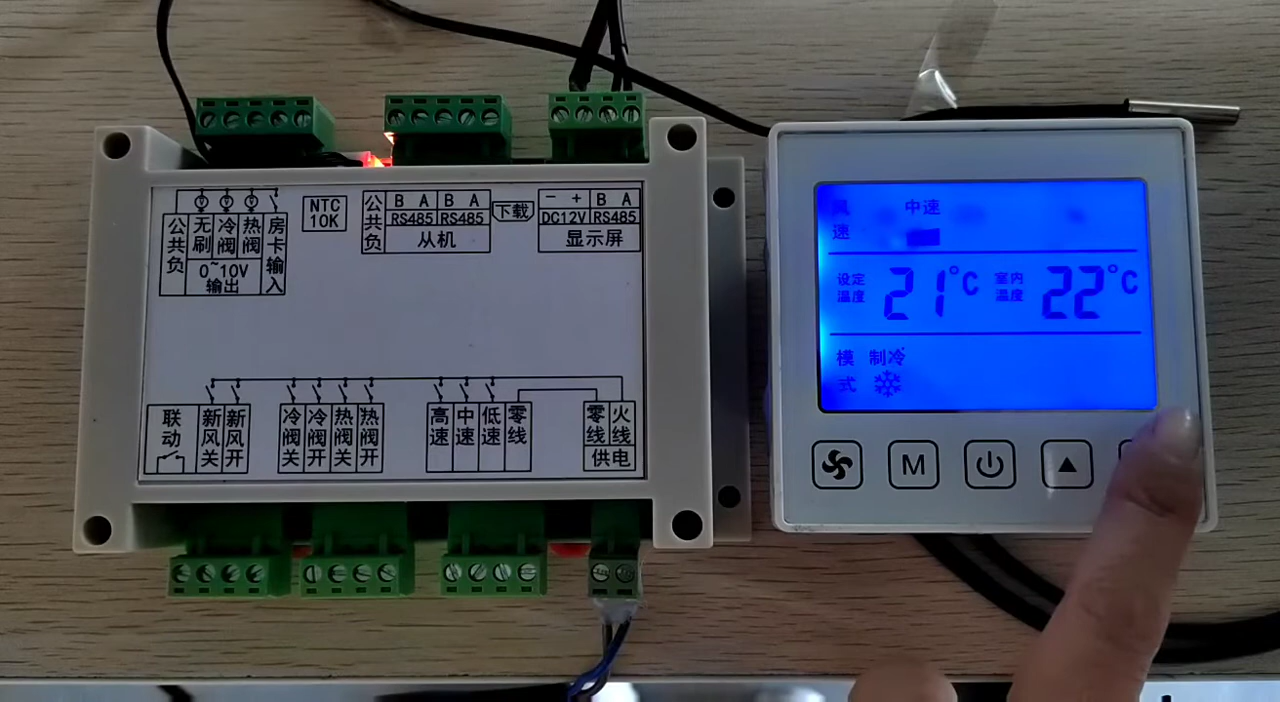 公共负
无刷
冷阀
热阀
房卡输入
0~10V
输出
NTC
10K
公共负
B A B A
RS485 RS485
从机
下载
− + B A
DC12V RS485
显示屏
联动
新风关
新风开
冷阀关
冷阀开
热阀关
热阀开
高速
中速
低速
零线
零线
火线
供电
风速
中速
设定温度
21°C
室内温度
22°C
模式
制冷
M